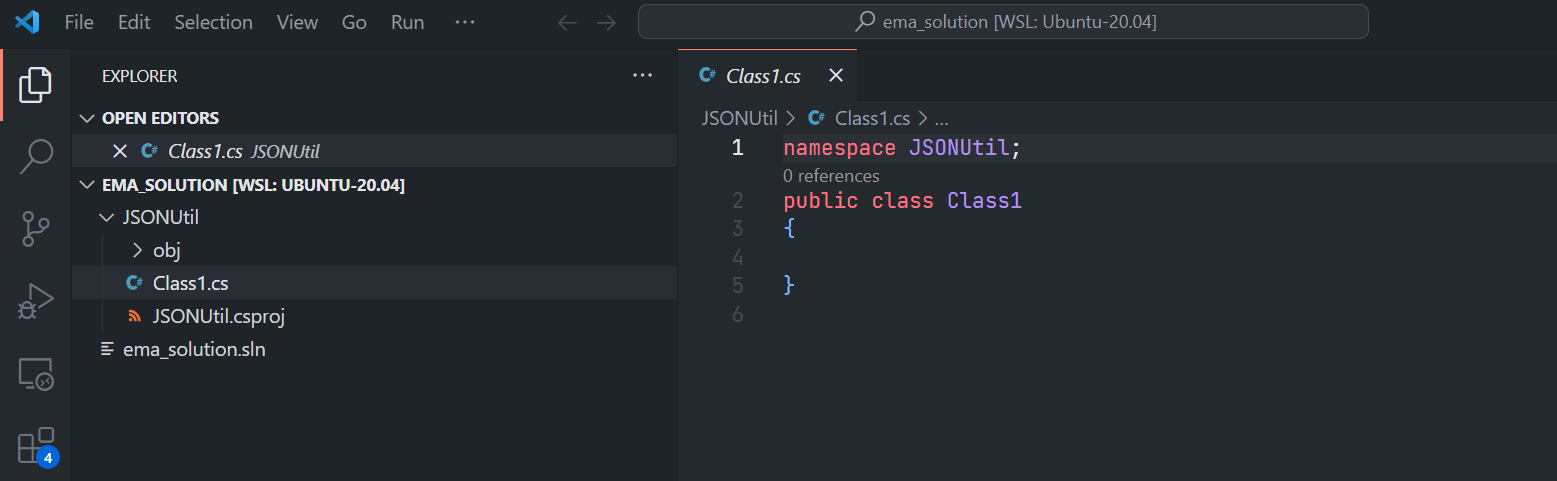 File Edit Selection View Go Run ··· ← → ema_solution [WSL: Ubuntu-20.04]
EXPLORER ···
OPEN EDITORS
Class1.cs JSONUtil
EMA_SOLUTION [WSL: UBUNTU-20.04]
JSONUtil
obj
C# Class1.cs
JSONUtil.csproj
ema_solution.sln
4
C# Class1.cs
JSONUtil > C# Class1.cs > ...
1 namespace JSONUtil;
0 references
2 public class Class1
3 {
4
5 }
6